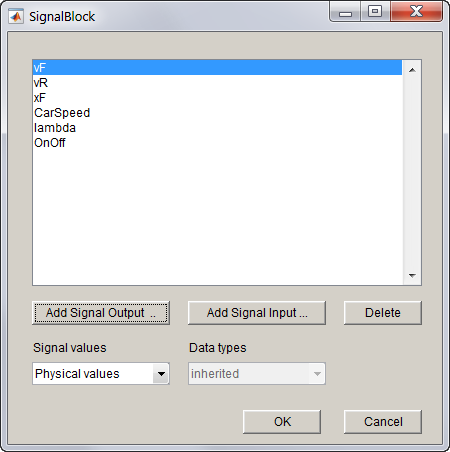 SignalBlock
vF
vR
xF
CarSpeed
lambda
OnOff
Add Signal Output ..
Add Signal Input ...
Delete
Signal values
Data types
Physical values
inherited
OK
Cancel